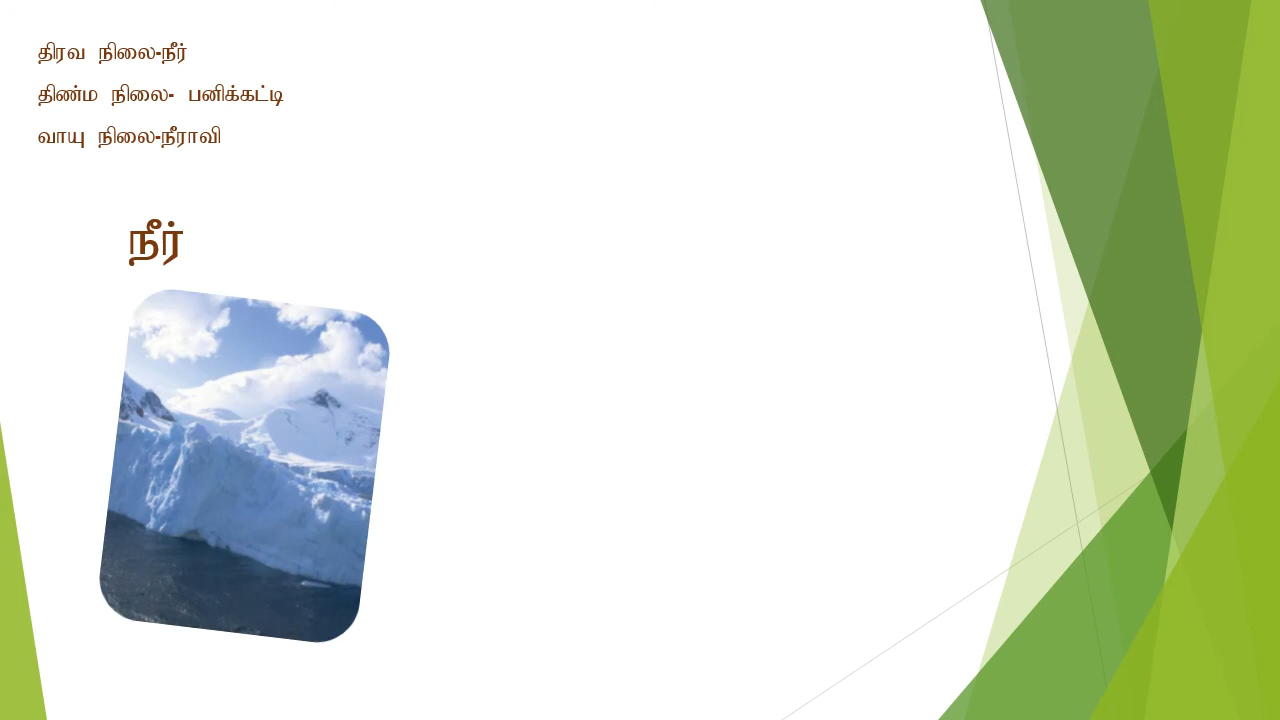 திரவ நிலை-நீர்
திண்ம நிலை- பனிக்கட்டி
வாயு நிலை-நீராவி
நீர்